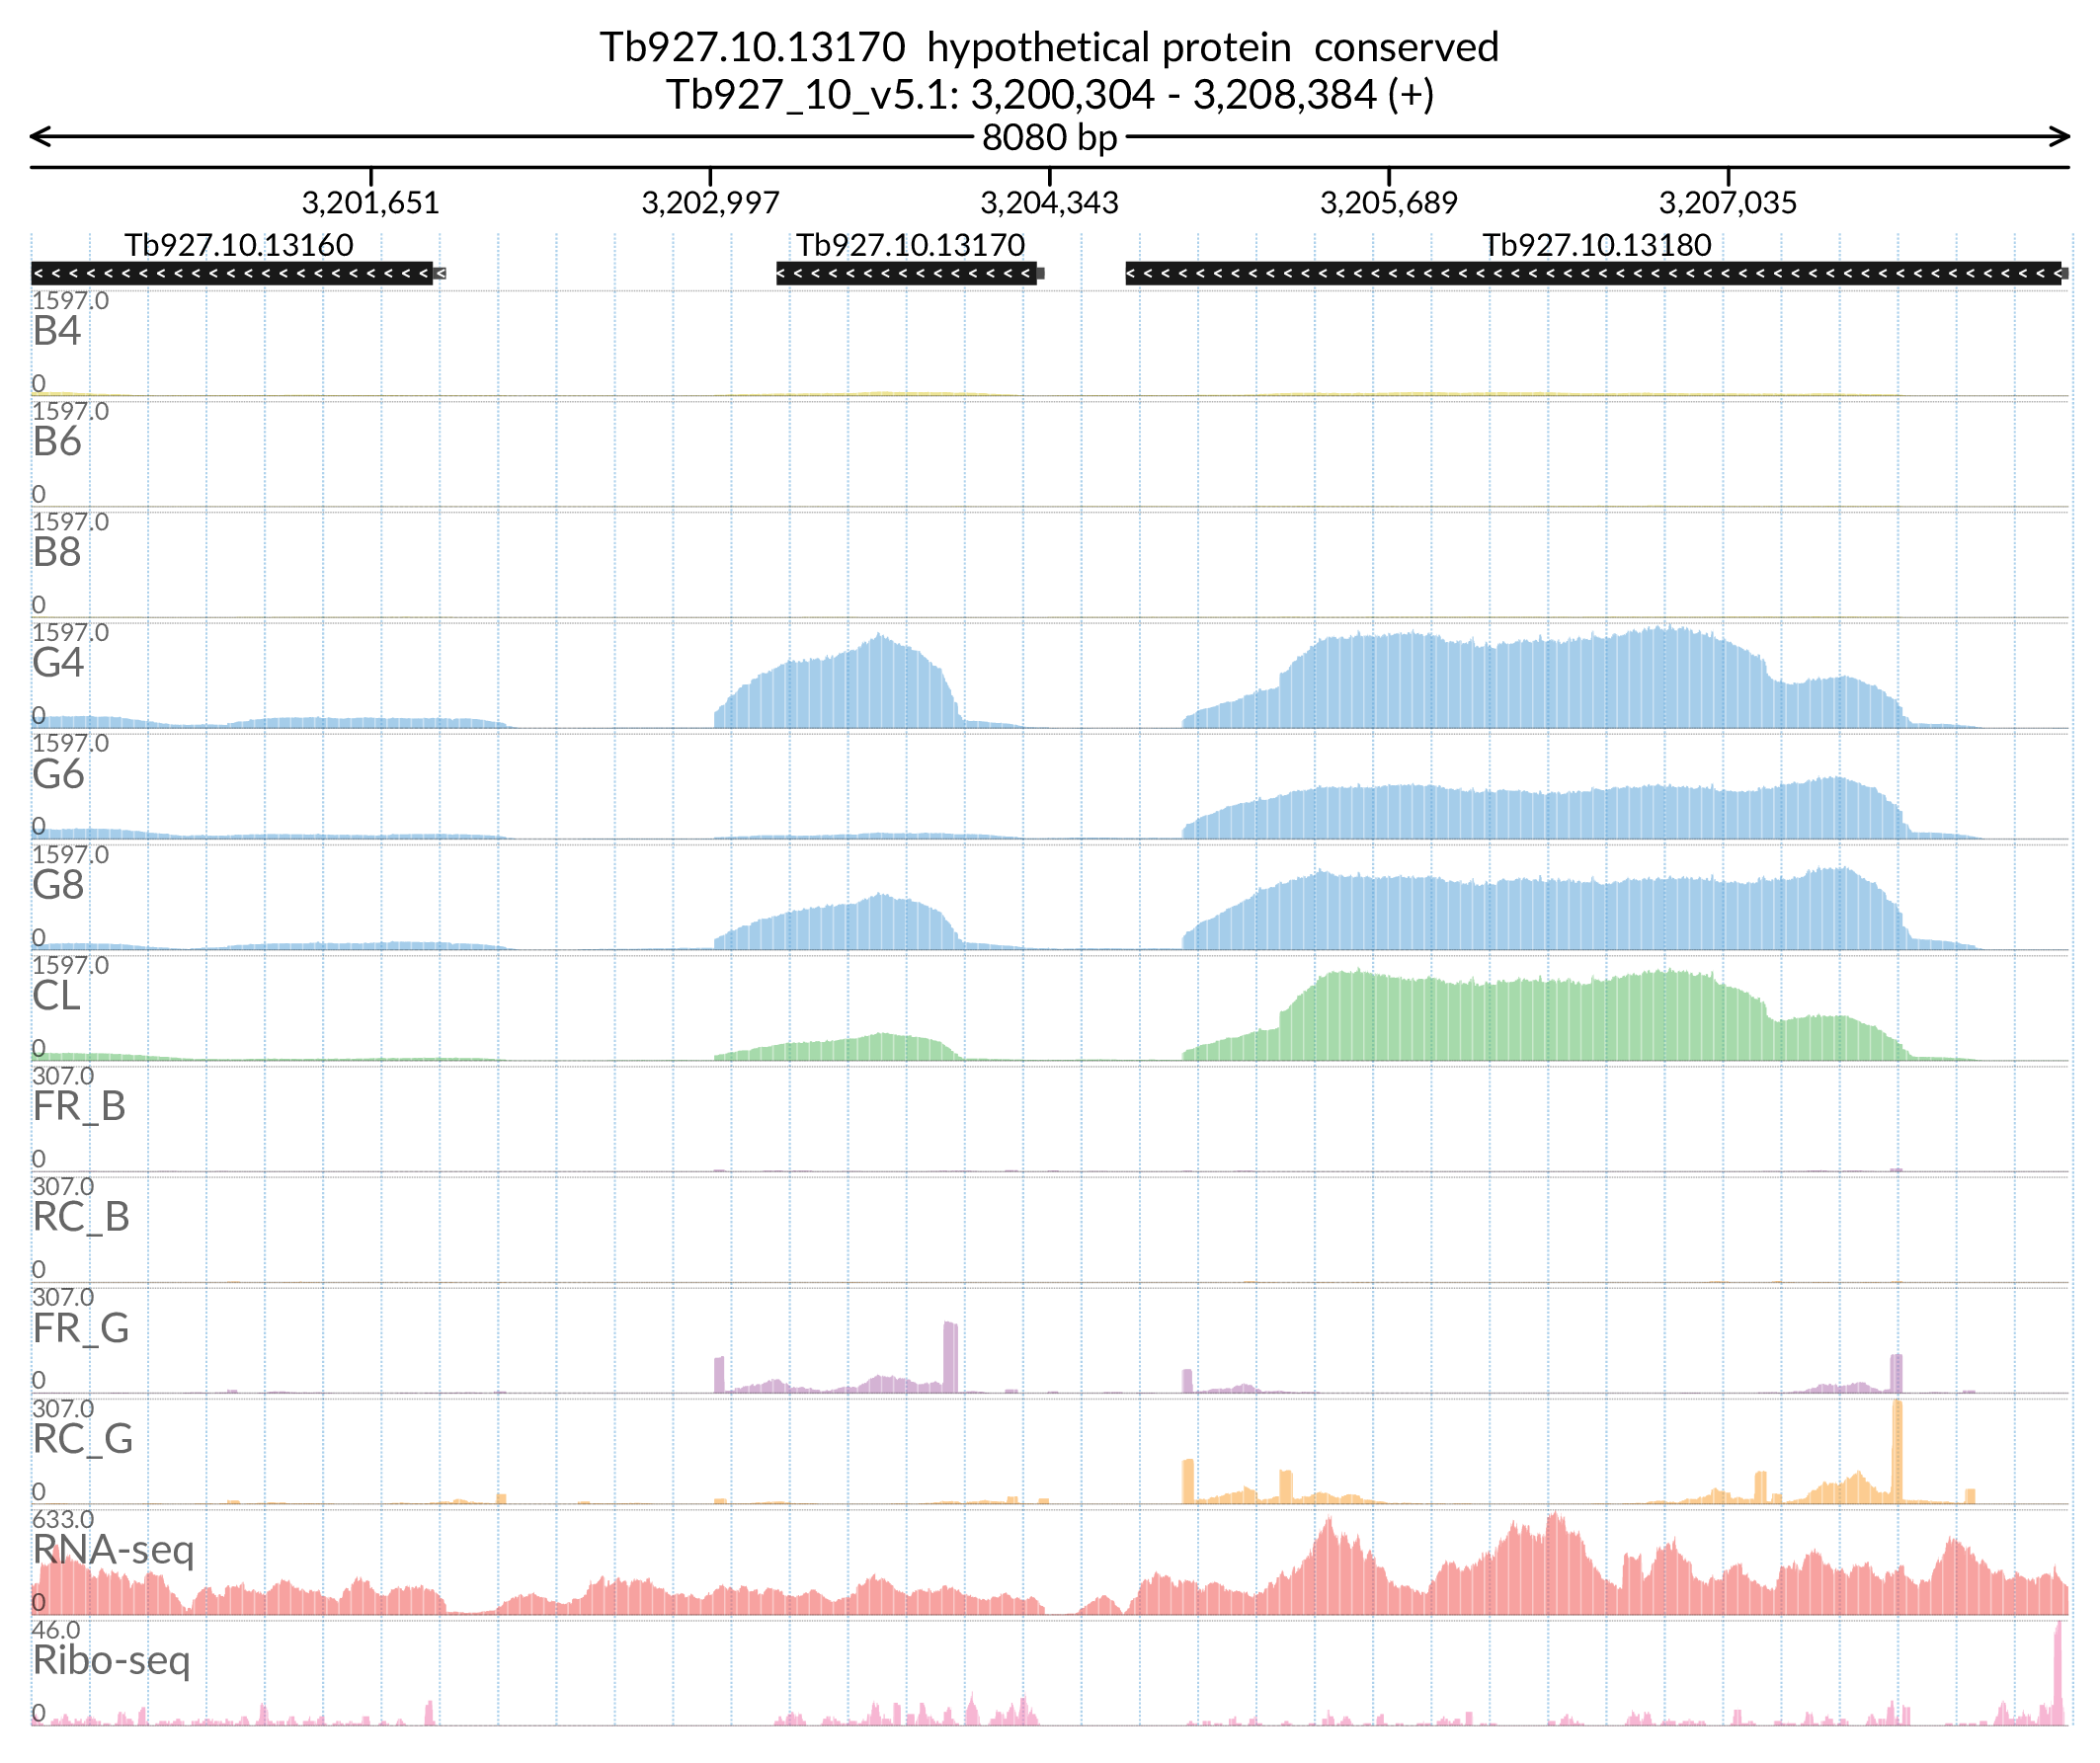 Tb927.10.13170 hypothetical protein conserved
Tb927_10_v5.1: 3,200,304 - 3,208,384 (+)
8080 bp
3,201,651 3,202,997 3,204,343 3,205,689 3,207,035
Tb927.10.13160 Tb927.10.13170 Tb927.10.13180
1597.0
B4
0
1597.0
B6
0
1597.0
B8
0
1597.0
G4
0
1597.0
G6
0
1597.0
G8
0
1597.0
CL
0
307.0
FR_B
0
307.0
RC_B
0
307.0
FR_G
0
307.0
RC_G
0
633.0
RNA-seq
0
46.0
Ribo-seq
0